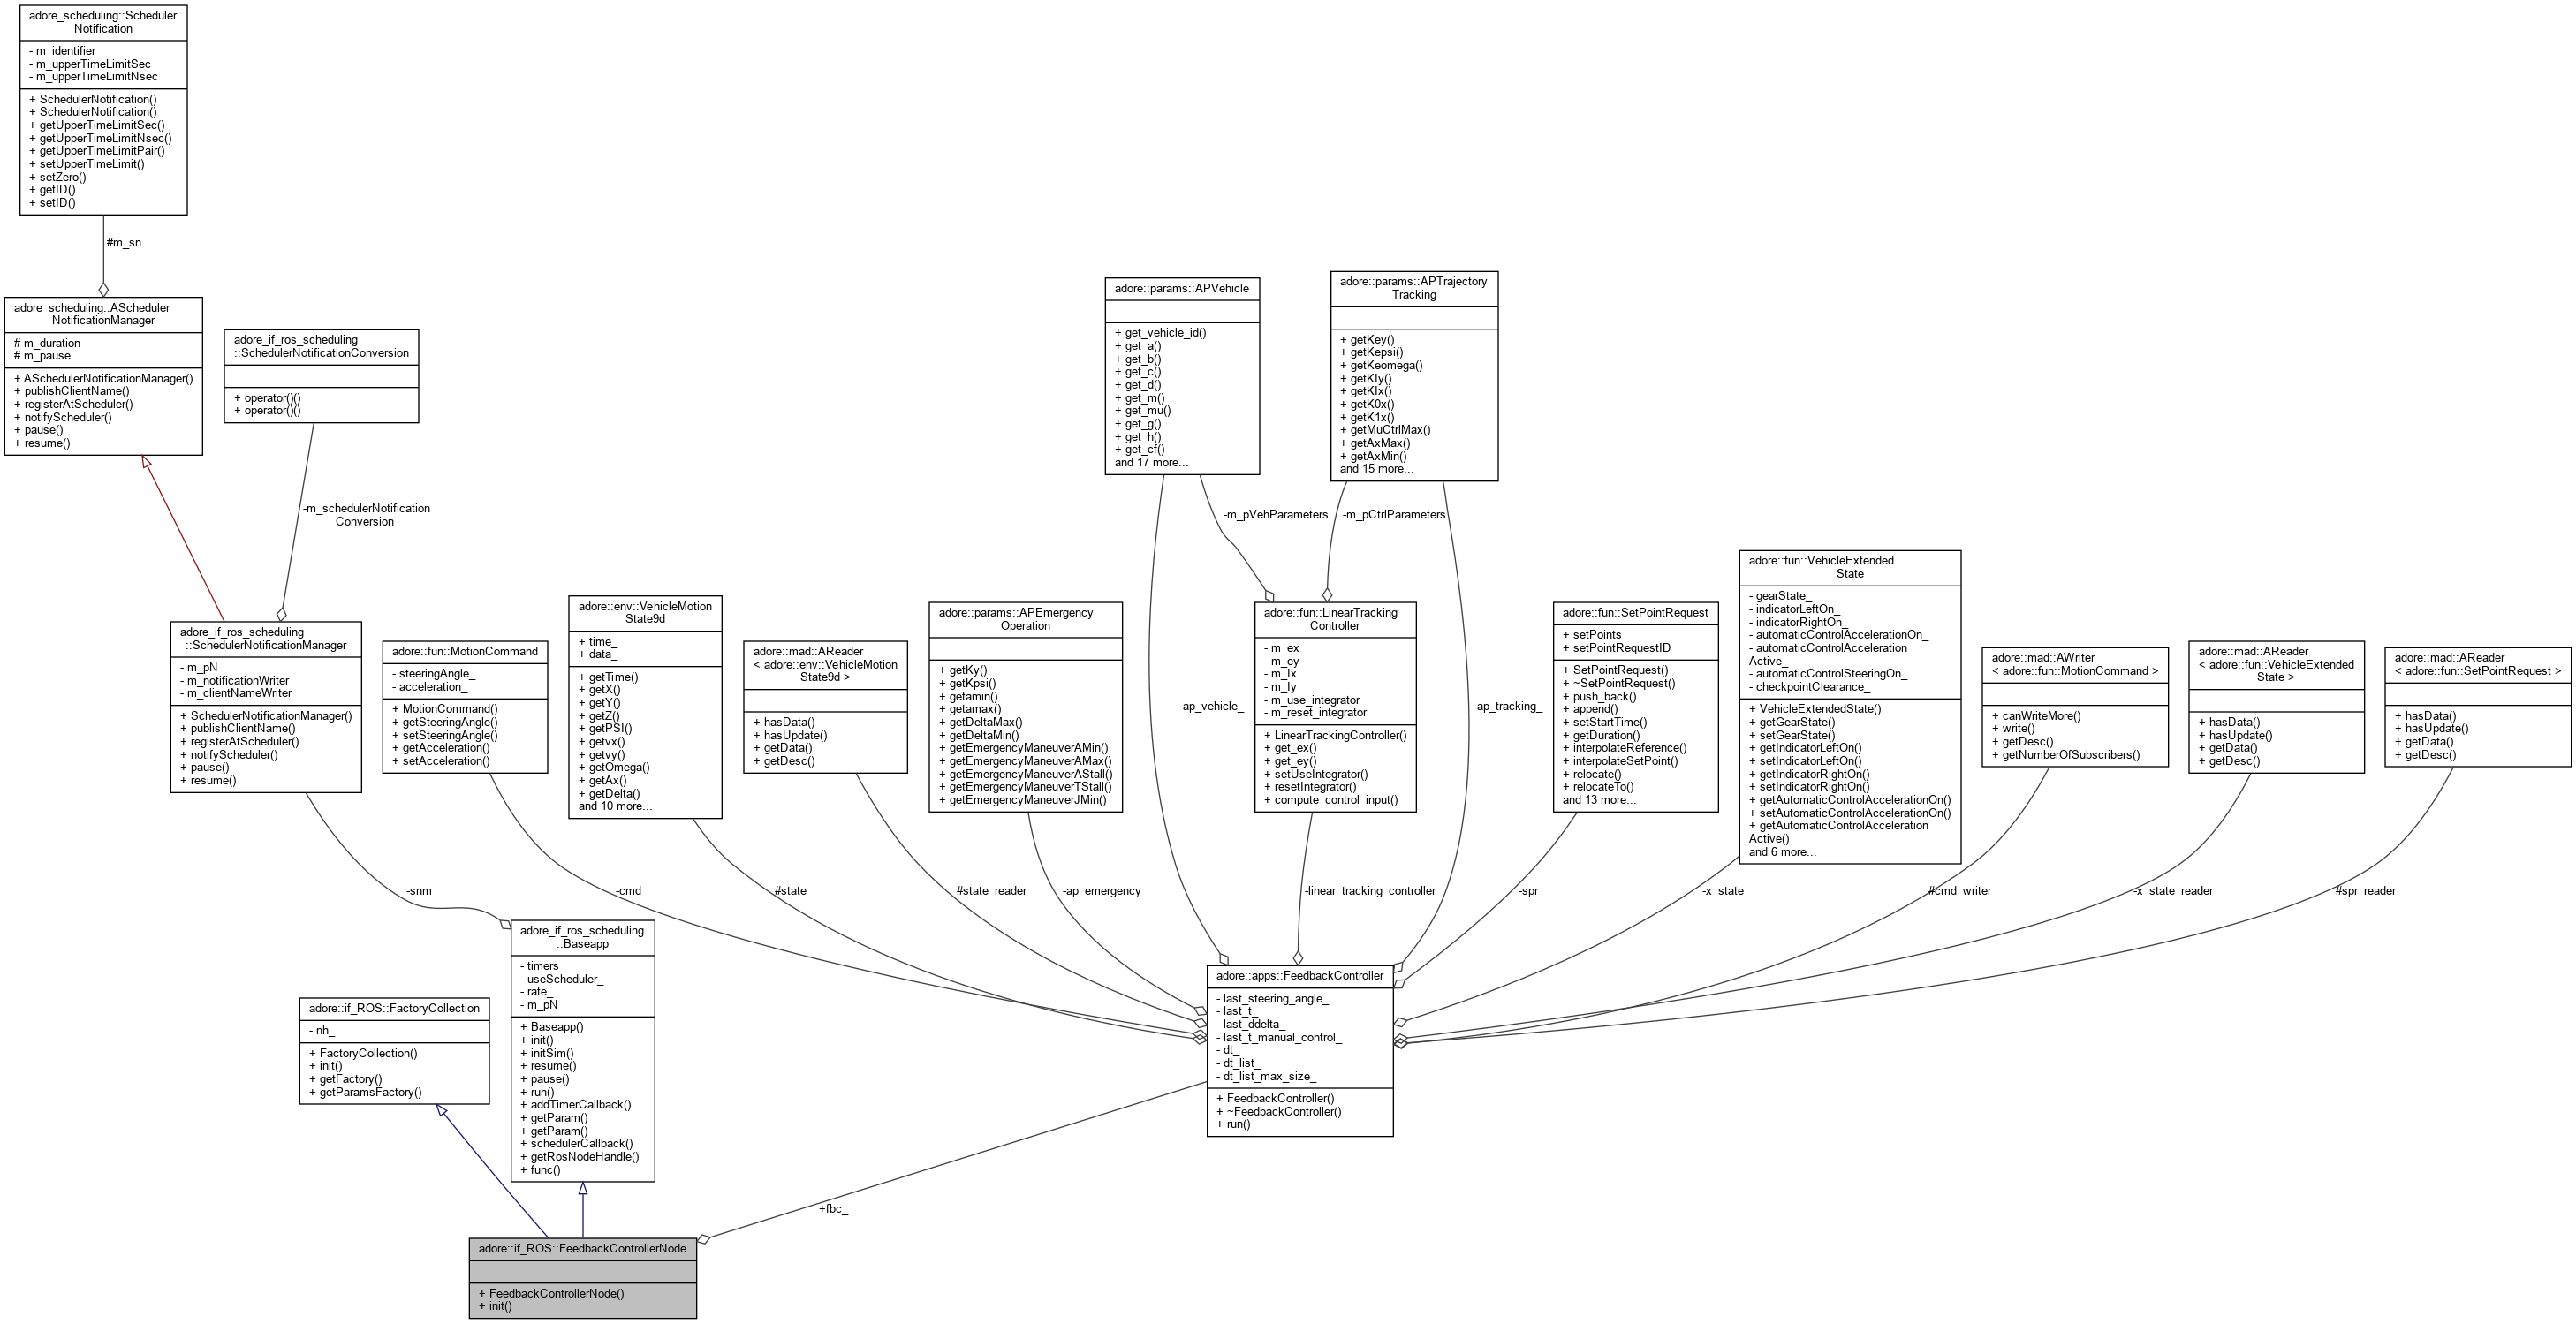 adore_scheduling::Scheduler
Notification
- m_identifier
- m_upperTimeLimitSec
- m_upperTimeLimitNsec
+ SchedulerNotification()
+ SchedulerNotification()
+ getUpperTimeLimitSec()
+ getUpperTimeLimitNsec()
+ getUpperTimeLimitPair()
+ setUpperTimeLimit()
+ setZero()
+ getID()
+ setID()
#m_sn
adore_scheduling::AScheduler
NotificationManager
# m_duration
# m_pause
+ ASchedulerNotificationManager()
+ publishClientName()
+ registerAtScheduler()
+ notifyScheduler()
+ pause()
+ resume()
adore_if_ros_scheduling
::SchedulerNotificationConversion
+ operator()()
+ operator()()
-m_schedulerNotification
Conversion
adore_if_ros_scheduling
::SchedulerNotificationManager
- m_pN
- m_notificationWriter
- m_clientNameWriter
+ SchedulerNotificationManager()
+ publishClientName()
+ registerAtScheduler()
+ notifyScheduler()
+ pause()
+ resume()
-snm_
adore::fun::MotionCommand
- steeringAngle_
- acceleration_
+ MotionCommand()
+ getSteeringAngle()
+ setSteeringAngle()
+ getAcceleration()
+ setAcceleration()
-cmd_
adore::env::VehicleMotion
State9d
+ time_
+ data_
+ getTime()
+ getX()
+ getY()
+ getZ()
+ getPSI()
+ getvx()
+ getvy()
+ getOmega()
+ getAx()
+ getDelta()
and 10 more...
#state_
adore::mad::AReader
< adore::env::VehicleMotion
State9d >
+ hasData()
+ hasUpdate()
+ getData()
+ getDesc()
#state_reader_
adore::params::APEmergency
Operation
+ getKy()
+ getKpsi()
+ getamin()
+ getamax()
+ getDeltaMax()
+ getDeltaMin()
+ getEmergencyManeuverAMin()
+ getEmergencyManeuverAMax()
+ getEmergencyManeuverAStall()
+ getEmergencyManeuverTStall()
+ getEmergencyManeuverJMin()
-ap_emergency_
adore::params::APVehicle
+ get_vehicle_id()
+ get_a()
+ get_b()
+ get_c()
+ get_d()
+ get_m()
+ get_mu()
+ get_g()
+ get_h()
+ get_cf()
and 17 more...
-ap_vehicle_
-m_pVehParameters
adore::params::APTrajectory
Tracking
+ getKey()
+ getKepsi()
+ getKeomega()
+ getKIy()
+ getKIx()
+ getK0x()
+ getK1x()
+ getMuCtrlMax()
+ getAxMax()
+ getAxMin()
and 15 more...
-m_pCtrlParameters
-ap_tracking_
adore::fun::LinearTracking
Controller
- m_ex
- m_ey
- m_Ix
- m_Iy
- m_use_integrator
- m_reset_integrator
+ LinearTrackingController()
+ get_ex()
+ get_ey()
+ setUseIntegrator()
+ resetIntegrator()
+ compute_control_input()
-linear_tracking_controller_
adore::fun::SetPointRequest
+ setPoints
+ setPointRequestID
+ SetPointRequest()
+ ~SetPointRequest()
+ push_back()
+ append()
+ setStartTime()
+ getDuration()
+ interpolateReference()
+ interpolateSetPoint()
+ relocate()
+ relocateTo()
and 13 more...
-spr_
adore::fun::VehicleExtended
State
- gearState_
- indicatorLeftOn_
- indicatorRightOn_
- automaticControlAccelerationOn_
- automaticControlAcceleration
Active_
- automaticControlSteeringOn_
- checkpointClearance_
+ VehicleExtendedState()
+ getGearState()
+ setGearState()
+ getIndicatorLeftOn()
+ setIndicatorLeftOn()
+ getIndicatorRightOn()
+ setIndicatorRightOn()
+ getAutomaticControlAccelerationOn()
+ setAutomaticControlAccelerationOn()
+ getAutomaticControlAcceleration
Active()
and 6 more...
-x_state_
adore::mad::AWriter
< adore::fun::MotionCommand >
+ canWriteMore()
+ write()
+ getDesc()
+ getNumberOfSubscribers()
#cmd_writer_
adore::mad::AReader
< adore::fun::VehicleExtended
State >
+ hasData()
+ hasUpdate()
+ getData()
+ getDesc()
-x_state_reader_
adore::mad::AReader
< adore::fun::SetPointRequest >
+ hasData()
+ hasUpdate()
+ getData()
+ getDesc()
#spr_reader_
adore_if_ros_scheduling
::Baseapp
- timers_
- useScheduler_
- rate_
- m_pN
+ Baseapp()
+ init()
+ initSim()
+ resume()
+ pause()
+ run()
+ addTimerCallback()
+ getParam()
+ getParam()
+ schedulerCallback()
+ getRosNodeHandle()
+ func()
adore::if_ROS::FactoryCollection
- nh_
+ FactoryCollection()
+ init()
+ getFactory()
+ getParamsFactory()
adore::apps::FeedbackController
- last_steering_angle_
- last_t_
- last_ddelta_
- last_t_manual_control_
- dt_
- dt_list_
- dt_list_max_size_
+ FeedbackController()
+ ~FeedbackController()
+ run()
+fbc_
adore::if_ROS::FeedbackControllerNode
+ FeedbackControllerNode()
+ init()